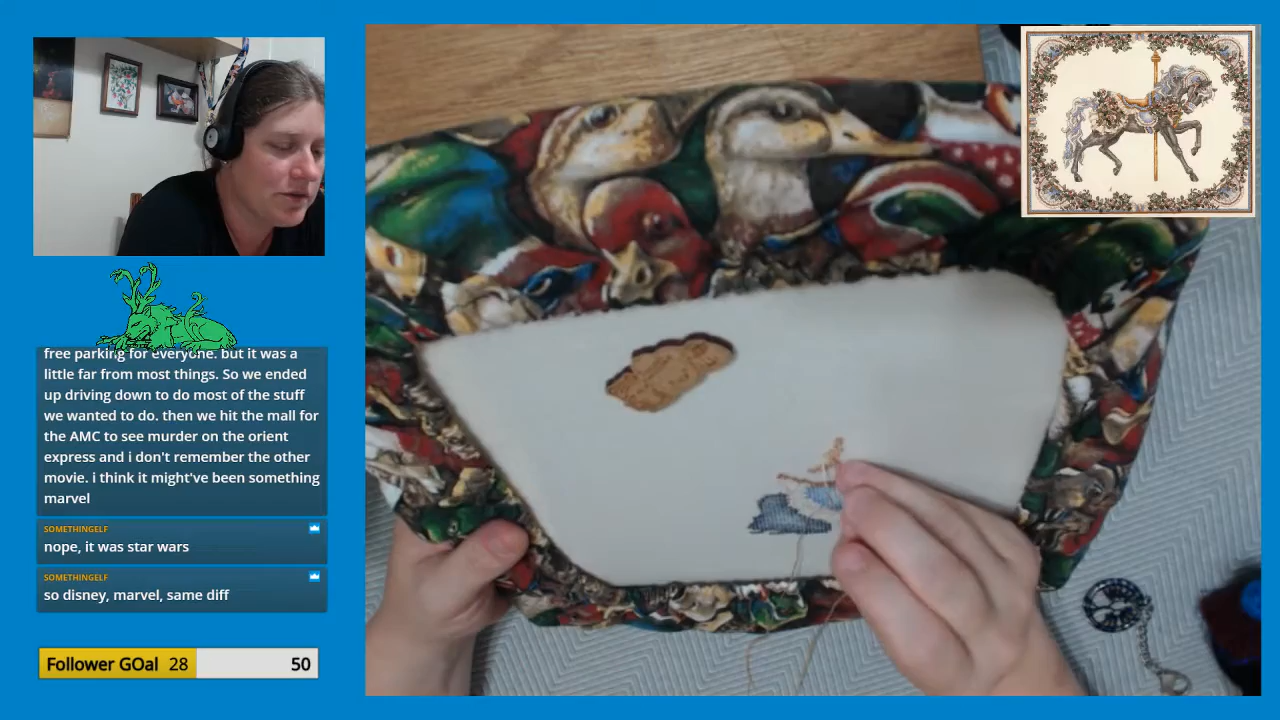 free parking for everyone. but it was a
little far from most things. So we ended
up driving down to do most of the stuff
we wanted to do. then we hit the mall for
the AMC to see murder on the orient
express and i don't remember the other
movie. i think it might've been something
marvel
SOMETHINGELF
nope, it was star wars
SOMETHINGELF
so disney, marvel, same diff
Follower GOal 28 50